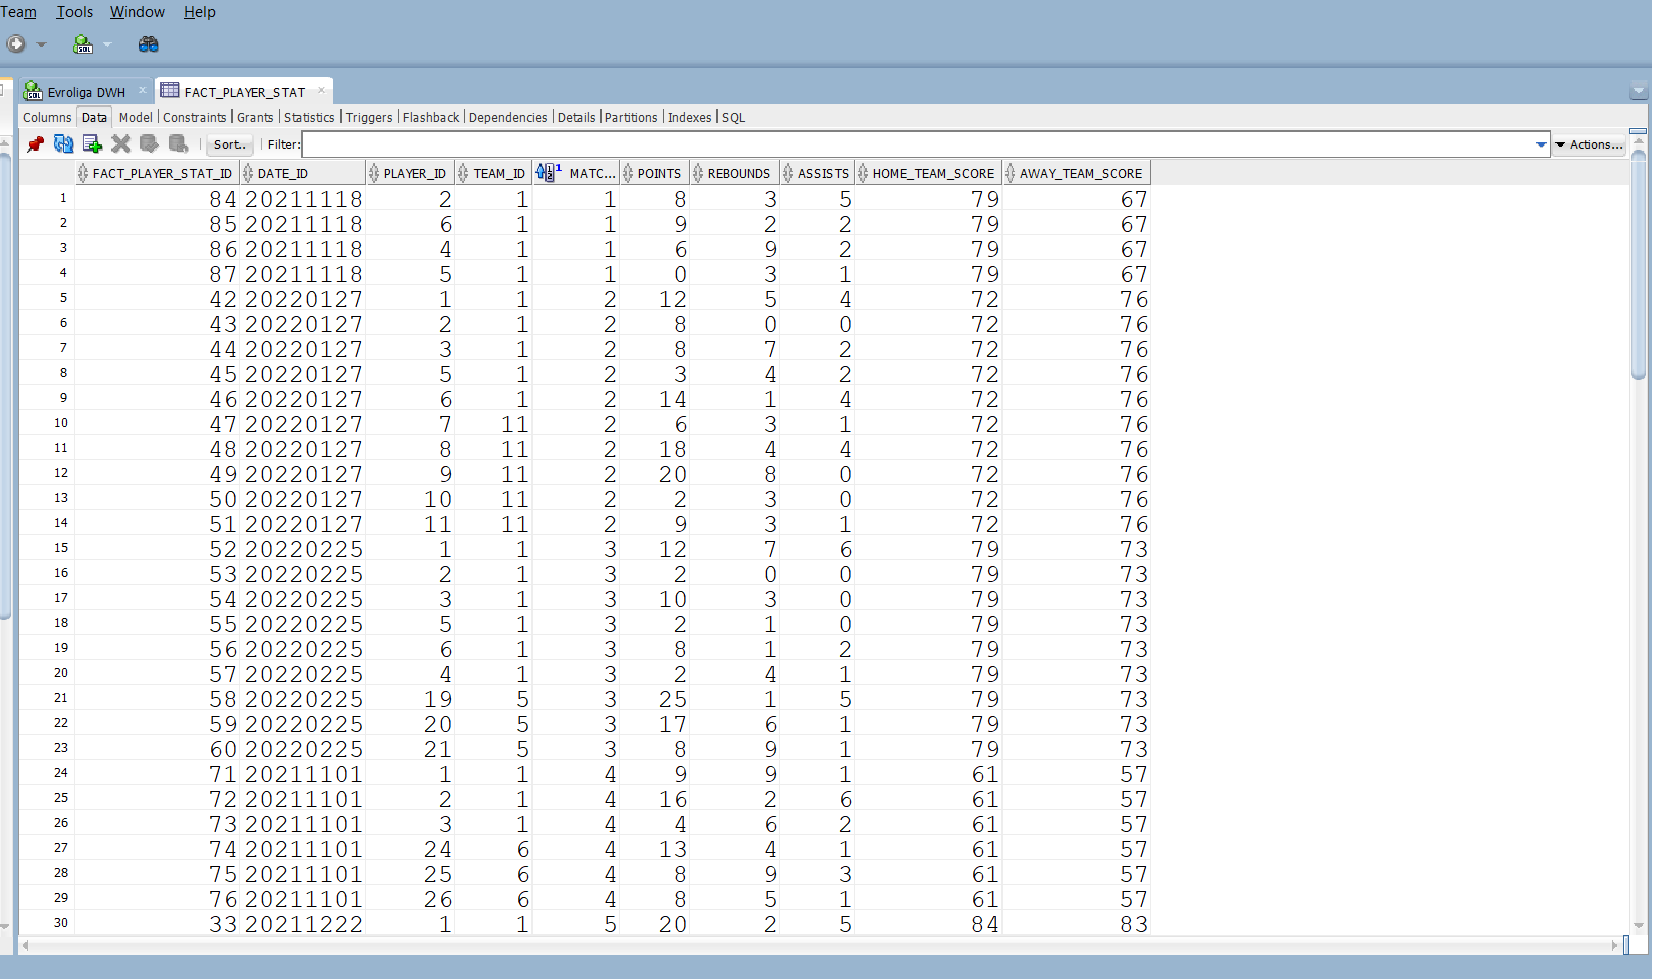 Team Tools Window Help
SQL
SQL Evroliga DWH × FACT_PLAYER_STAT ×
Columns Data Model Constraints Grants Statistics Triggers Flashback Dependencies Details Partitions Indexes SQL
Sort.. Filter: Actions...
FACT_PLAYER_STAT_ID DATE_ID PLAYER_ID TEAM_ID MATC... POINTS REBOUNDS ASSISTS HOME_TEAM_SCORE AWAY_TEAM_SCORE
1 84 20211118 2 1 1 8 3 5 79 67
2 85 20211118 6 1 1 9 2 2 79 67
3 86 20211118 4 1 1 6 9 2 79 67
4 87 20211118 5 1 1 0 3 1 79 67
5 42 20220127 1 1 2 12 5 4 72 76
6 43 20220127 2 1 2 8 0 0 72 76
7 44 20220127 3 1 2 8 7 2 72 76
8 45 20220127 5 1 2 3 4 2 72 76
9 46 20220127 6 1 2 14 1 4 72 76
10 47 20220127 7 11 2 6 3 1 72 76
11 48 20220127 8 11 2 18 4 4 72 76
12 49 20220127 9 11 2 20 8 0 72 76
13 50 20220127 10 11 2 2 3 0 72 76
14 51 20220127 11 11 2 9 3 1 72 76
15 52 20220225 1 1 3 12 7 6 79 73
16 53 20220225 2 1 3 2 0 0 79 73
17 54 20220225 3 1 3 10 3 0 79 73
18 55 20220225 5 1 3 2 1 0 79 73
19 56 20220225 6 1 3 8 1 2 79 73
20 57 20220225 4 1 3 2 4 1 79 73
21 58 20220225 19 5 3 25 1 5 79 73
22 59 20220225 20 5 3 17 6 1 79 73
23 60 20220225 21 5 3 8 9 1 79 73
24 71 20211101 1 1 4 9 9 1 61 57
25 72 20211101 2 1 4 16 2 6 61 57
26 73 20211101 3 1 4 4 6 2 61 57
27 74 20211101 24 6 4 13 4 1 61 57
28 75 20211101 25 6 4 8 9 3 61 57
29 76 20211101 26 6 4 8 5 1 61 57
30 33 20211222 1 1 5 20 2 5 84 83